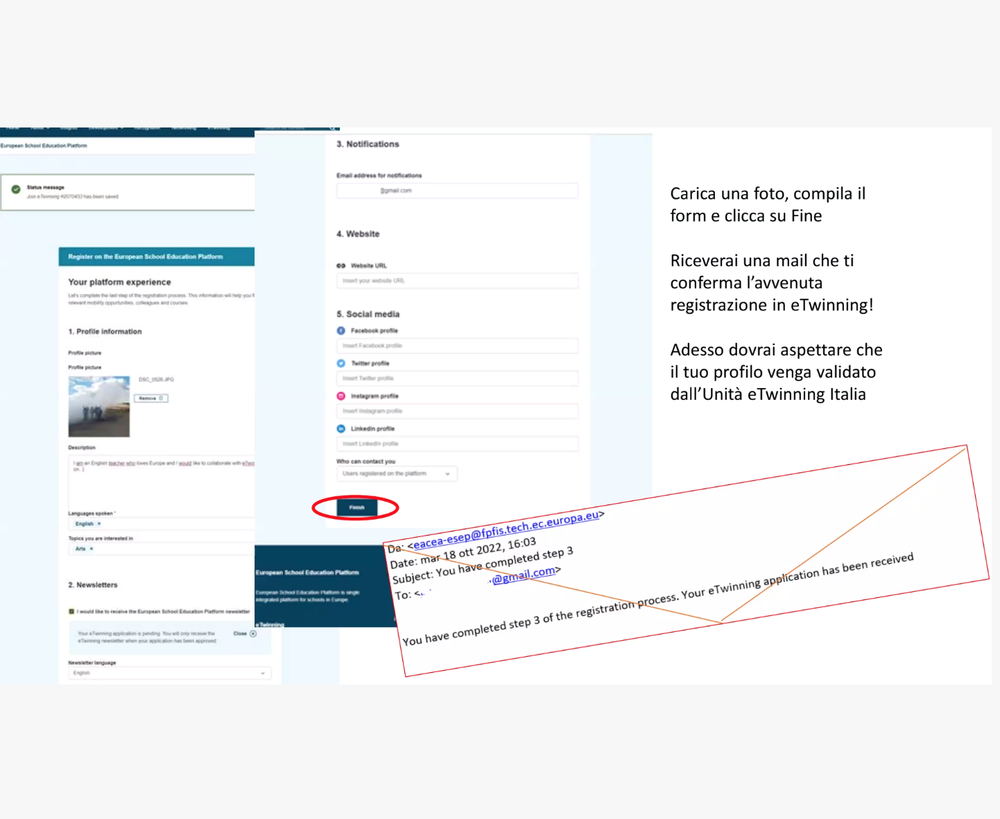 Home About Insights Development Recognition Networking eTwinning
European School Education Platform
Status message
Join eTwinning #2070433 has been saved
Register on the European School Education Platform
Your platform experience
Let's complete the last step of the registration process. This information will help you f
relevant mobility opportunities, colleagues and courses
1. Profile information
Profile picture
Profile picture
DSC_0526.JPG
Remove
Description
I am an English teacher who loves Europe and I would like to collaborate with eTwin
on. :)
Languages spoken *
English ×
Topics you are interested in
Arts ×
2. Newsletters
I would like to receive the European School Education Platform newsletter
Your eTwinning application is pending. You will only receive the
eTwinning newsletter when your application has been approved
Close
Newsletter language
English
3. Notifications
Email address for notifications
@gmail.com
4. Website
Website URL
Insert your website URL
5. Social media
Facebook profile
Insert Facebook profile
Twitter profile
Insert Twitter profile
Instagram profile
Insert Instagram profile
Linkedin profile
Insert LinkedIn profile
Who can contact you
Users registered on the platform
Finish
European School Education Platform
European School Education Platform is single
integrated platform for schools in Europe
eTwinning
Carica una foto, compila il
form e clicca su Fine
Riceverai una mail che ti
conferma l’avvenuta
registrazione in eTwinning!
Adesso dovrai aspettare che
il tuo profilo venga validato
dall’Unità eTwinning Italia
Da: <eacea-esep@fpfis.tech.ec.europa.eu>
Date: mar 18 ott 2022, 16:03
Subject: You have completed step 3
To: < @gmail.com>
You have completed step 3 of the registration process. Your eTwinning application has been received